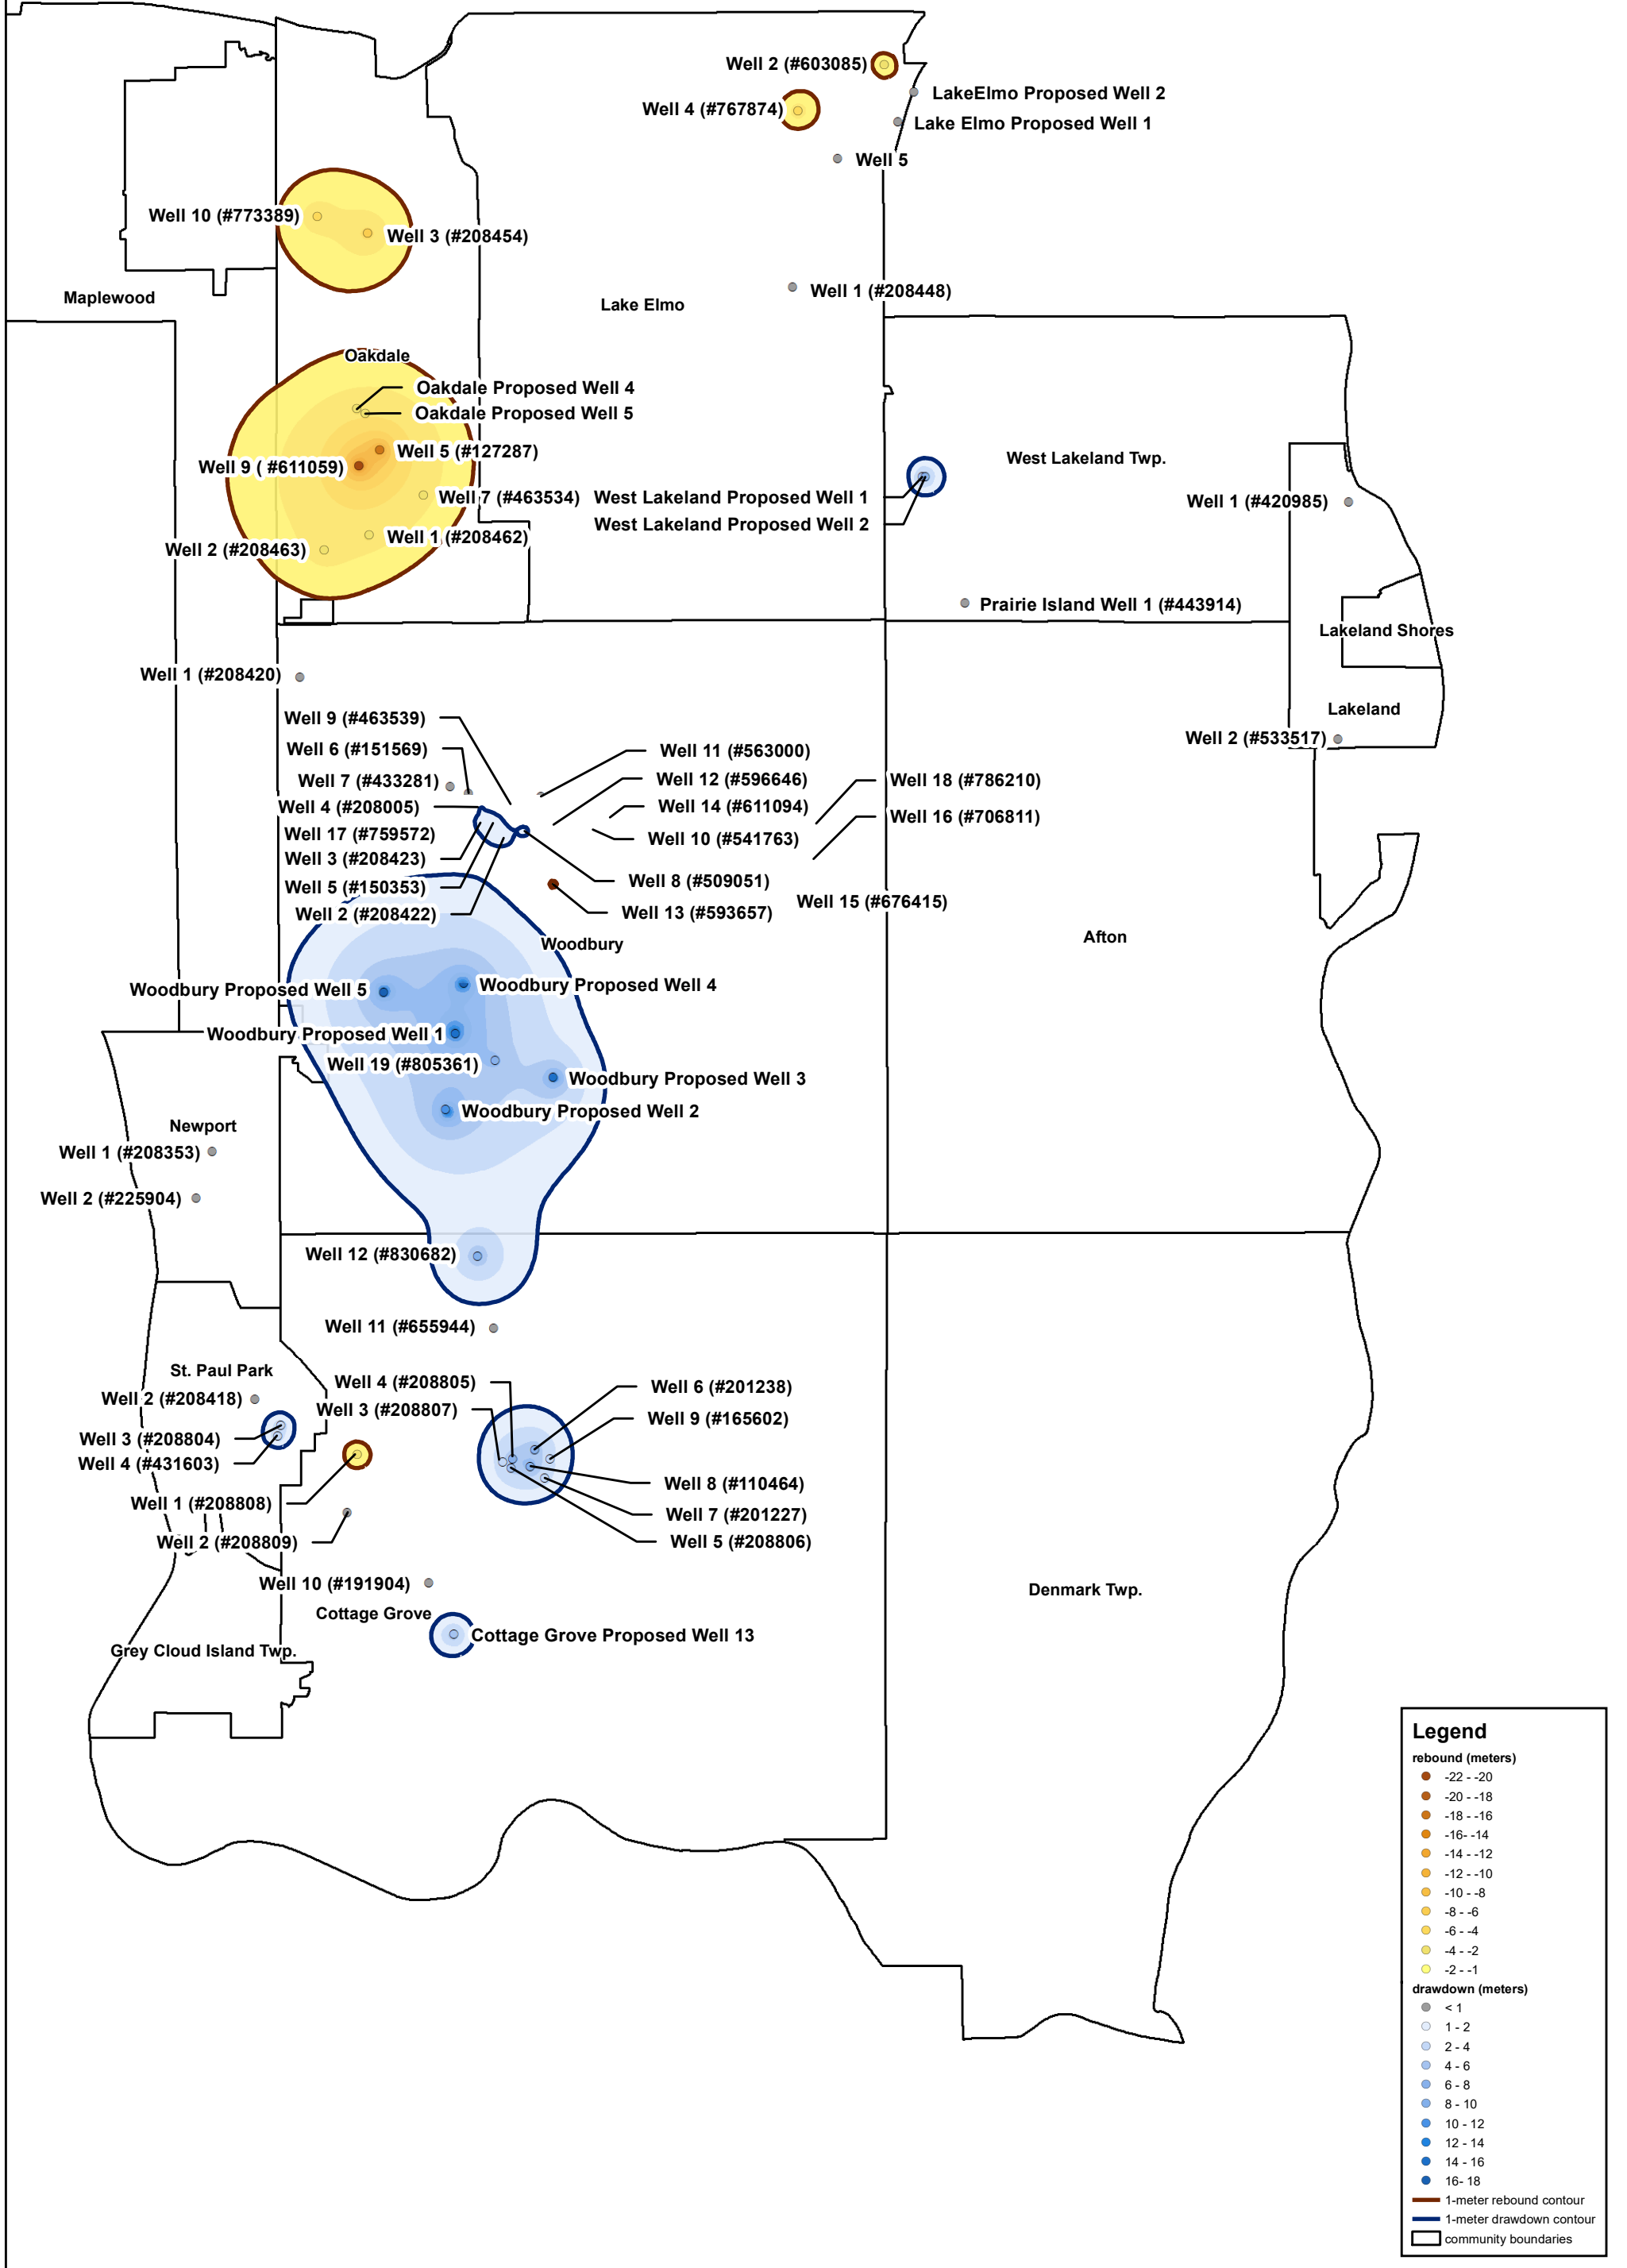 Well 2 (#603085)
LakeElmo Proposed Well 2
Well 4 (#767874)
Lake Elmo Proposed Well 1
Well 5
Well 10 (#773389)
Well 3 (#208454)
Maplewood
Lake Elmo
Well 1 (#208448)
Oakdale
Oakdale Proposed Well 4
Oakdale Proposed Well 5
Well 5 (#127287)
Well 9 ( #611059)
West Lakeland Twp.
Well 7 (#463534)
West Lakeland Proposed Well 1
Well 1 (#420985)
West Lakeland Proposed Well 2
Well 1 (#208462)
Well 2 (#208463)
Prairie Island Well 1 (#443914)
Lakeland Shores
Well 1 (#208420)
Lakeland
Well 9 (#463539)
Well 2 (#533517)
Well 6 (#151569)
Well 11 (#563000)
Well 7 (#433281)
Well 12 (#596646)
Well 18 (#786210)
Well 4 (#208005)
Well 14 (#611094)
Well 16 (#706811)
Well 17 (#759572)
Well 10 (#541763)
Well 3 (#208423)
Well 8 (#509051)
Well 5 (#150353)
Well 15 (#676415)
Well 2 (#208422)
Well 13 (#593657)
Woodbury
Afton
Woodbury Proposed Well 5
Woodbury Proposed Well 4
Woodbury Proposed Well 1
Well 19 (#805361)
Woodbury Proposed Well 3
Woodbury Proposed Well 2
Newport
Well 1 (#208353)
Well 2 (#225904)
Well 12 (#830682)
Well 11 (#655944)
St. Paul Park
Well 4 (#208805)
Well 6 (#201238)
Well 2 (#208418)
Well 3 (#208807)
Well 9 (#165602)
Well 3 (#208804)
Well 4 (#431603)
Well 8 (#110464)
Well 1 (#208808)
Well 7 (#201227)
Well 2 (#208809)
Well 5 (#208806)
Well 10 (#191904)
Denmark Twp.
Cottage Grove
Cottage Grove Proposed Well 13
Grey Cloud Island Twp.
Legend
rebound (meters)
-22 - -20
-20 - -18
-18 - -16
-16- -14
-14 - -12
-12 - -10
-10 - -8
-8 - -6
-6 - -4
-4 - -2
-2 - -1
drawdown (meters)
< 1
1 - 2
2 - 4
4 - 6
6 - 8
8 - 10
10 - 12
12 - 14
14 - 16
16- 18
1-meter rebound contour
1-meter drawdown contour
community boundaries